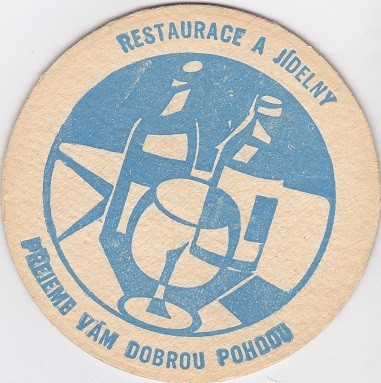 RESTAURACE A JÍDELNY
PŘEJEME VÁM DOBROU POHODU